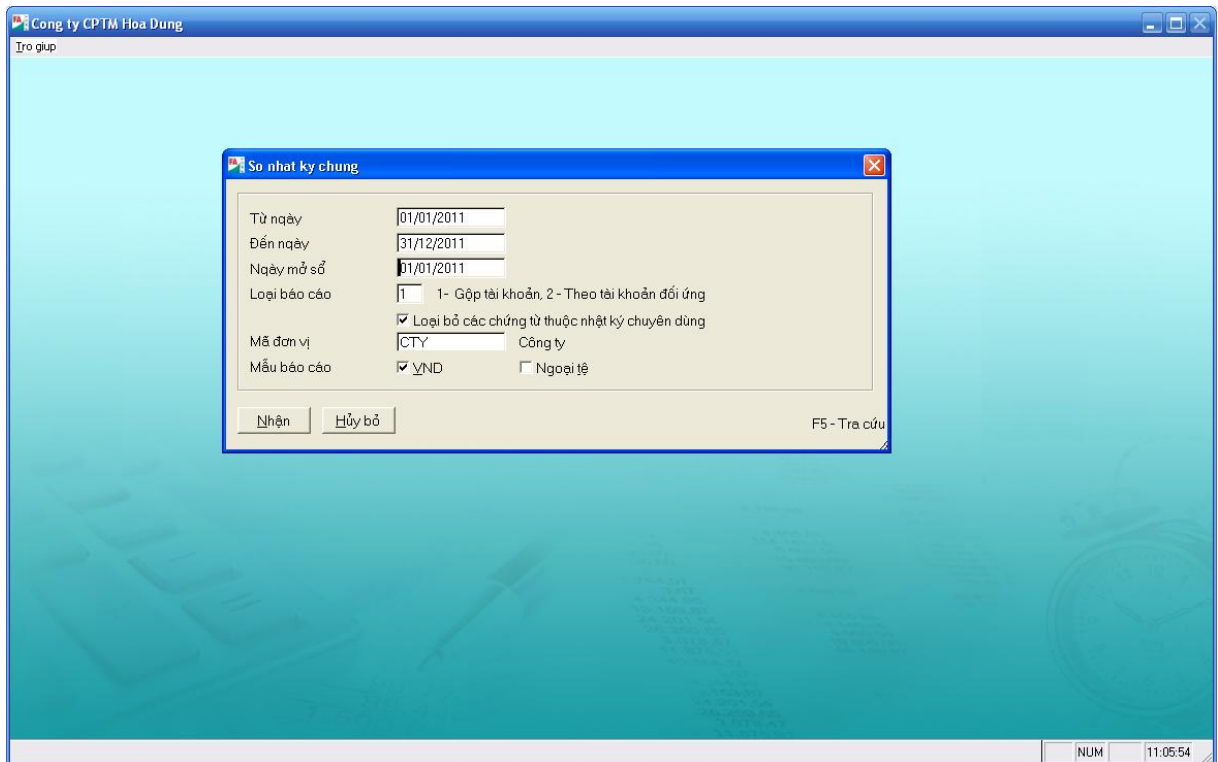 Cong ty CPTM Hoa Dung
Tro giup
So nhat ky chung
Từ ngày 01/01/2011
Đến ngày 31/12/2011
Ngày mở sổ 01/01/2011
Loại báo cáo 1 1- Gộp tài khoản, 2 - Theo tài khoản đối ứng
Loại bỏ các chứng từ thuộc nhật ký chuyên dùng
Mã đơn vị CTY Công ty
Mẫu báo cáo VND Ngoại tệ
Nhận Hủy bỏ F5 - Tra cứu
NUM 11:05:54